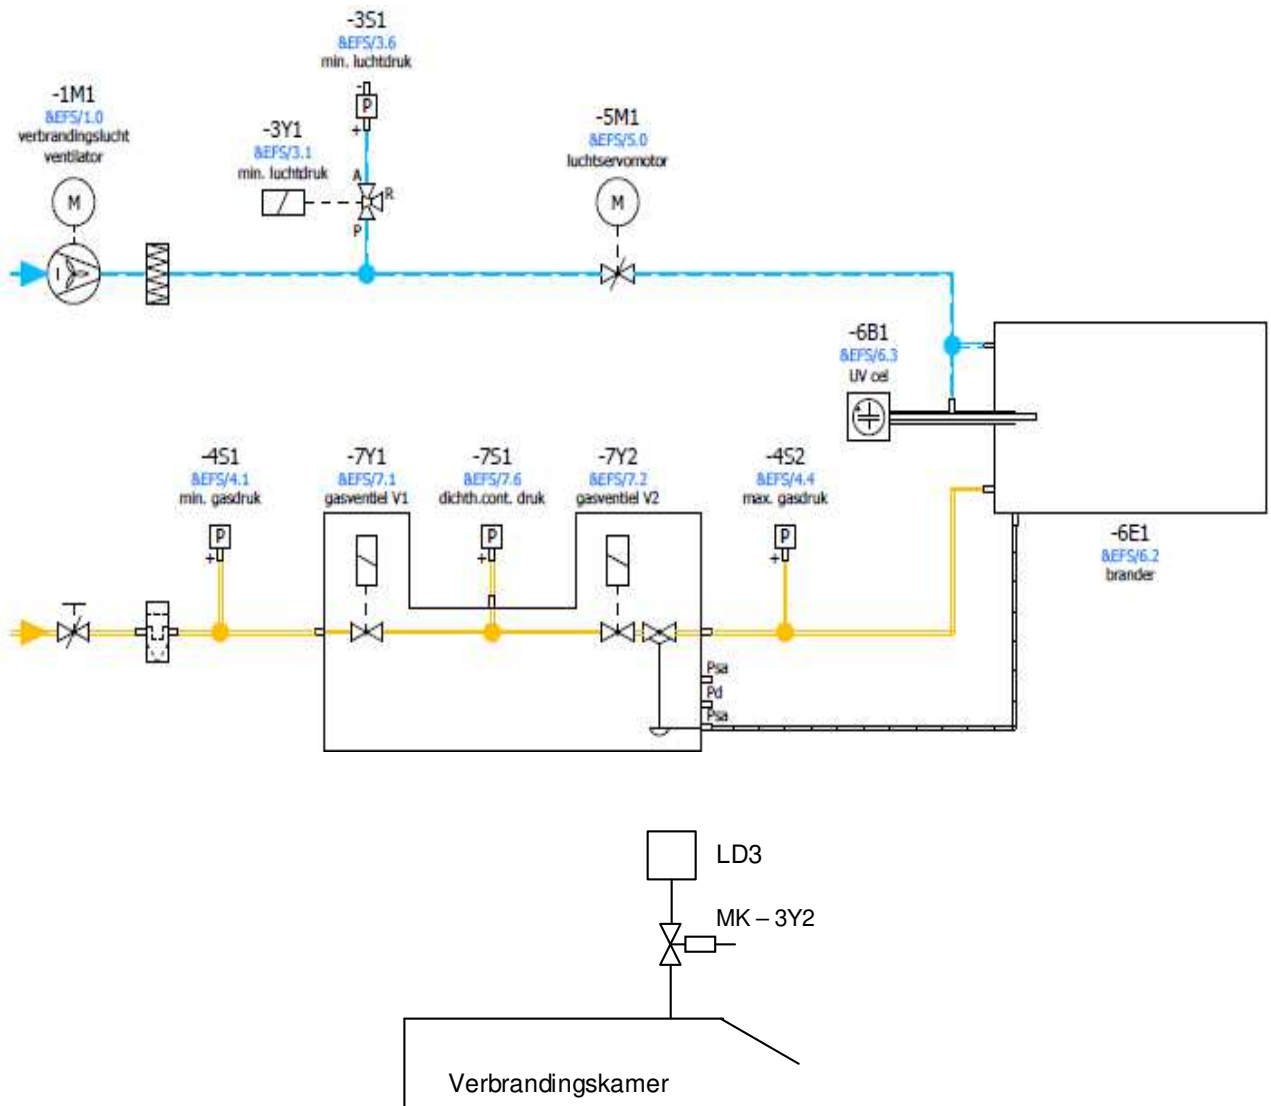 -3S1
&EFS/3.6
min. luchtdruk
-
P
+
-1M1
&EFS/1.0
verbrandingslucht
ventilator
M
-3Y1
&EFS/3.1
min. luchtdruk
A
R
P
-5M1
&EFS/5.0
luchtservomotor
M
-6B1
&EFS/6.3
UV cel
-4S1
&EFS/4.1
min. gasdruk
P
+
-7Y1
&EFS/7.1
gasventiel V1
-7S1
&EFS/7.6
dichth.cont. druk
P
+
-7Y2
&EFS/7.2
gasventiel V2
-4S2
&EFS/4.4
max. gasdruk
P
+
-6E1
&EFS/6.2
brander
Psa
Pd
Psa
LD3
MK – 3Y2
Verbrandingskamer